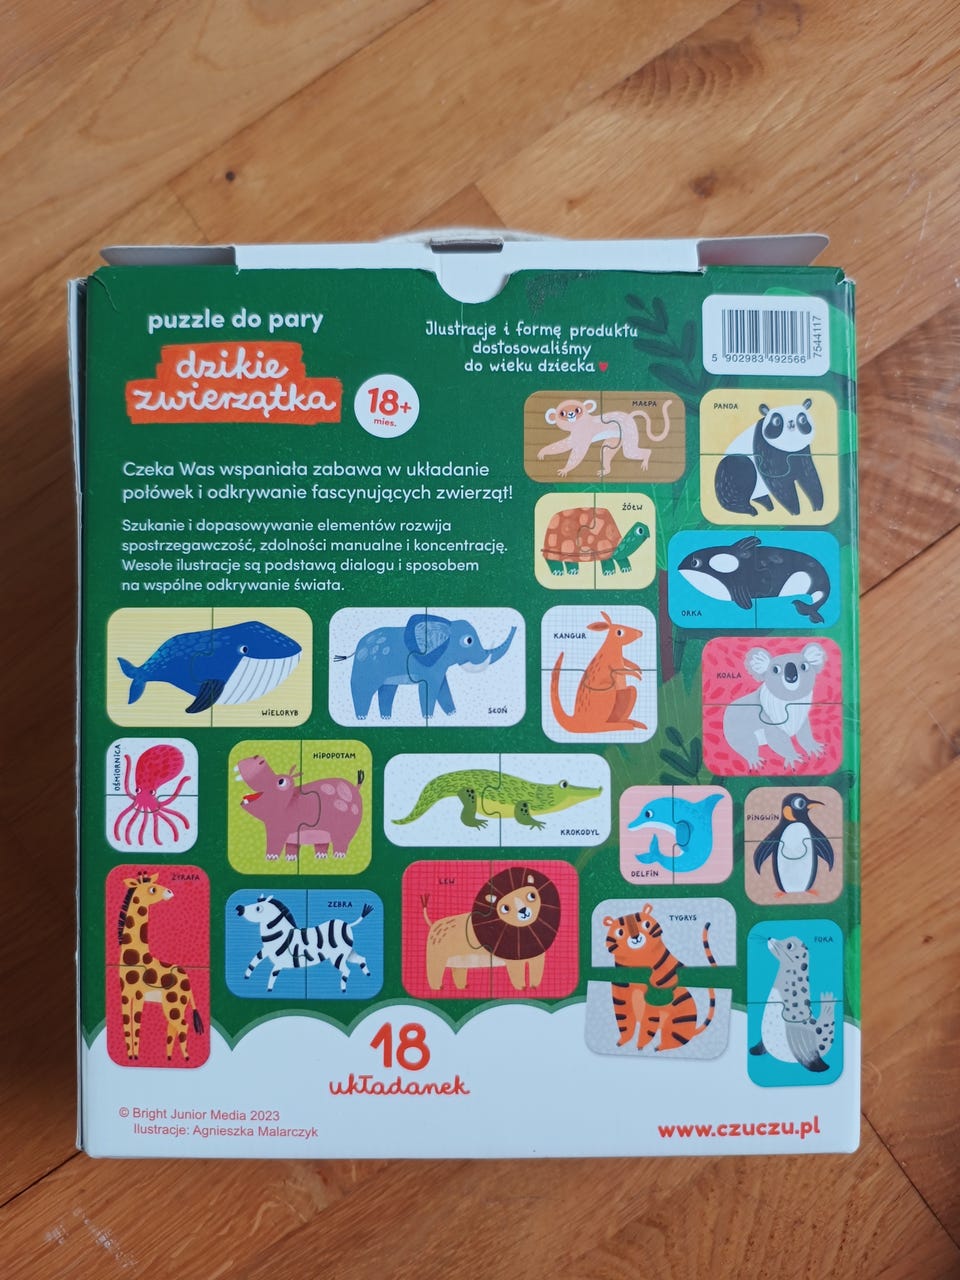 puzzle do pary
dzikie
zwierzątka
18+
mies.
Ilustracje i formę produktu
dostosowaliśmy
do wieku dziecka
5 902983 492566
7544117
Czeka Was wspaniała zabawa w układanie
połówek i odkrywanie fascynujących zwierząt!
Szukanie i dopasowywanie elementów rozwija
spostrzegawczość, zdolności manualne i koncentrację.
Wesołe ilustracje są podstawą dialogu i sposobem
na wspólne odkrywanie świata.
MAŁPA
PANDA
ŻÓŁW
ORKA
WIELORYB
SŁOŃ
KANGUR
KOALA
OŚMIORNICA
HIPOPOTAM
KROKODYL
DELFIN
PINGWIN
ŻYRAFA
ZEBRA
LEW
TYGRYS
FOKA
18
układanek
© Bright Junior Media 2023
Ilustracje: Agnieszka Malarczyk
www.czuczu.pl